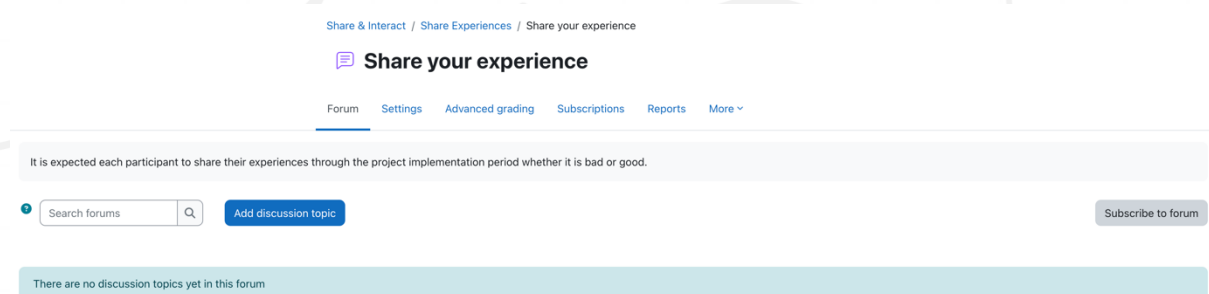 Share & Interact / Share Experiences / Share your experience
Share your experience
Forum Settings Advanced grading Subscriptions Reports More
It is expected each participant to share their experiences through the project implementation period whether it is bad or good.
Search forums Add discussion topic Subscribe to forum
There are no discussion topics yet in this forum